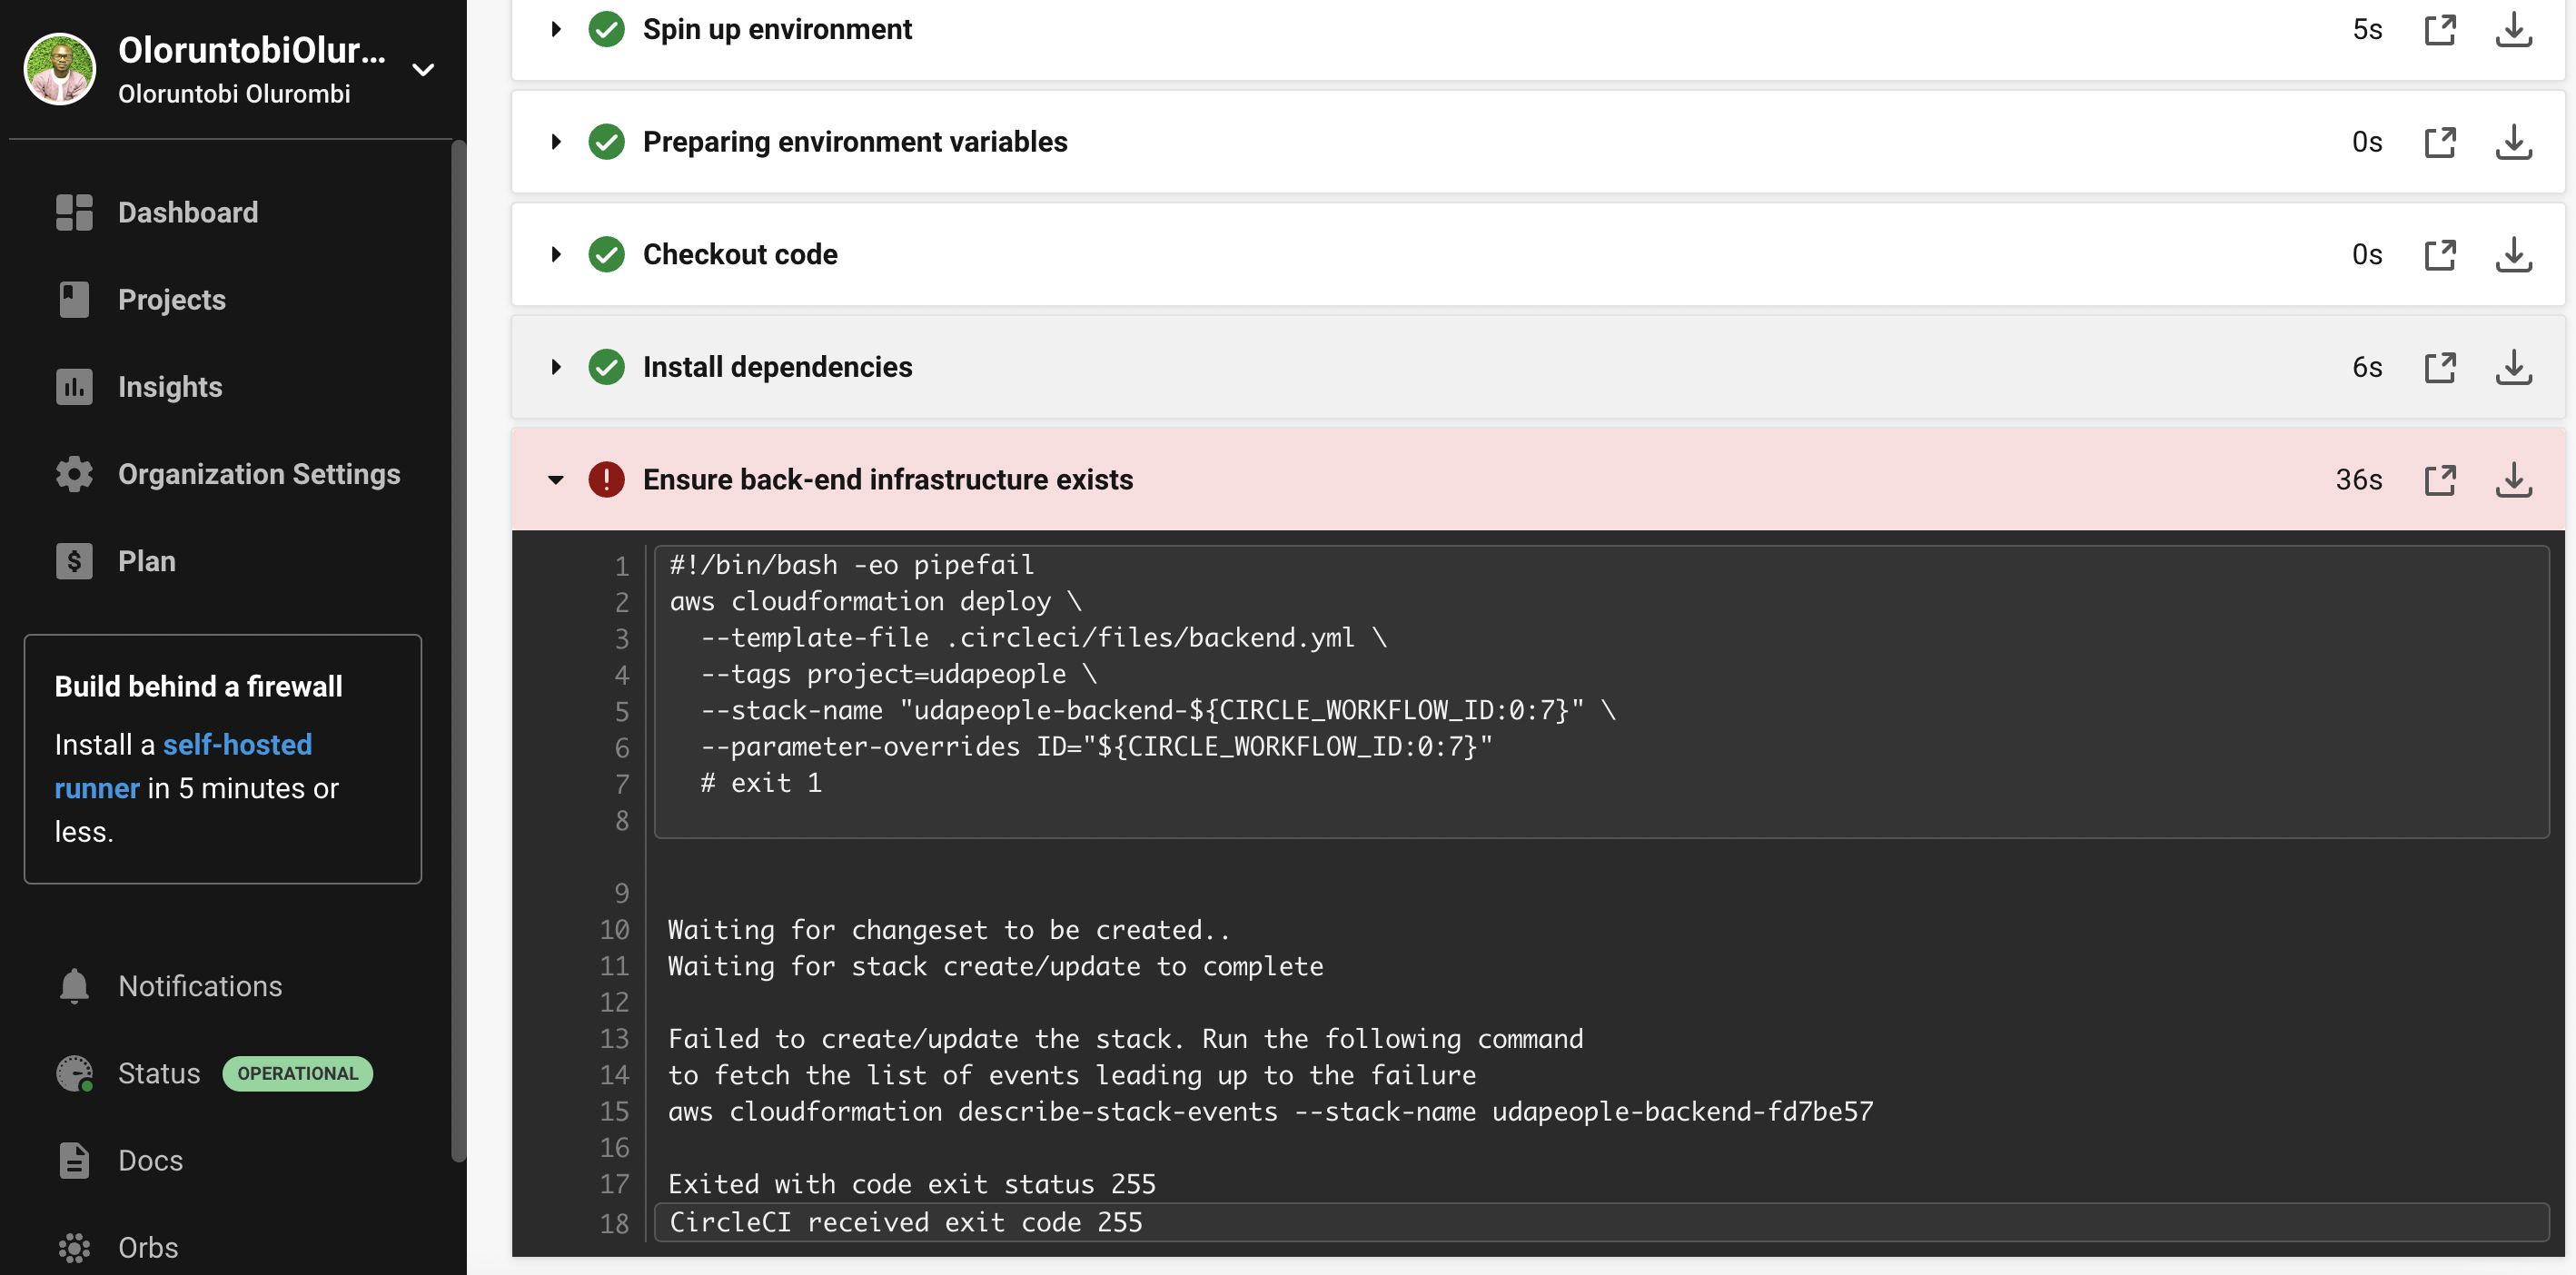 OloruntobiOlur...
Oloruntobi Olurombi
Dashboard
Projects
Insights
Organization Settings
Plan
Build behind a firewall
Install a self-hosted
runner in 5 minutes or
less.
Notifications
Status OPERATIONAL
Docs
Orbs
Spin up environment 5s
Preparing environment variables 0s
Checkout code 0s
Install dependencies 6s
Ensure back-end infrastructure exists 36s
1 #!/bin/bash -eo pipefail
2 aws cloudformation deploy \
3 --template-file .circleci/files/backend.yml \
4 --tags project=udapeople \
5 --stack-name "udapeople-backend-${CIRCLE_WORKFLOW_ID:0:7}" \
6 --parameter-overrides ID="${CIRCLE_WORKFLOW_ID:0:7}"
7 # exit 1
8
9
10 Waiting for changeset to be created..
11 Waiting for stack create/update to complete
12
13 Failed to create/update the stack. Run the following command
14 to fetch the list of events leading up to the failure
15 aws cloudformation describe-stack-events --stack-name udapeople-backend-fd7be57
16
17 Exited with code exit status 255
18 CircleCI received exit code 255